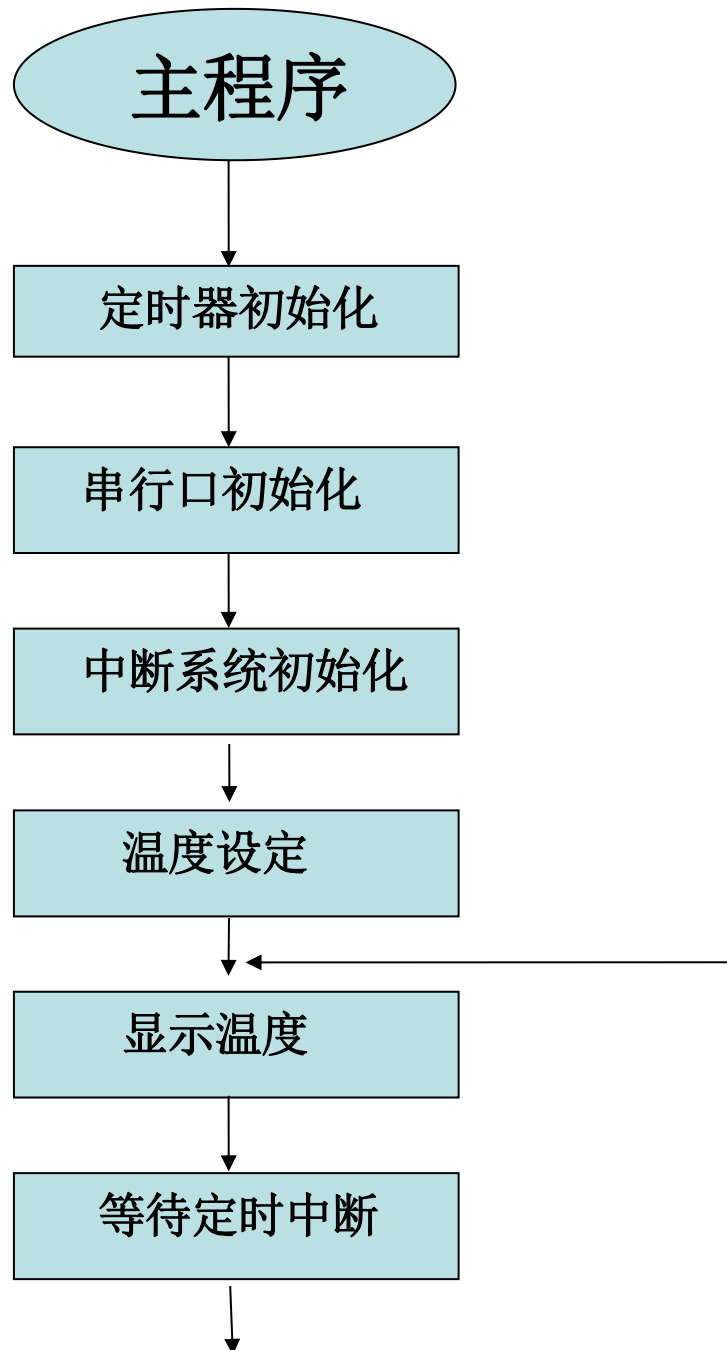 主程序
定时器初始化
串行口初始化
中断系统初始化
温度设定
显示温度
等待定时中断